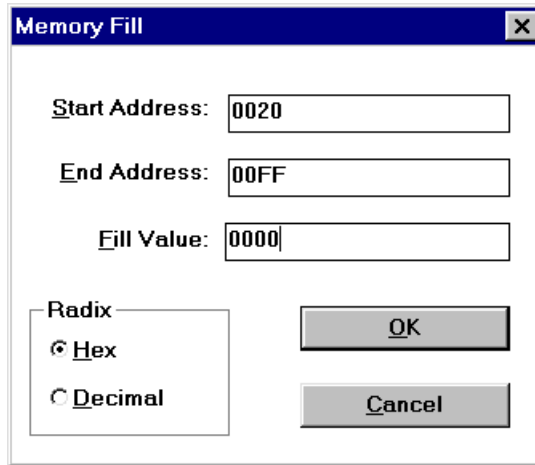 Memory Fill
Start Address: 0020
End Address: 00FF
Fill Value: 0000
Radix
Hex
Decimal
OK
Cancel